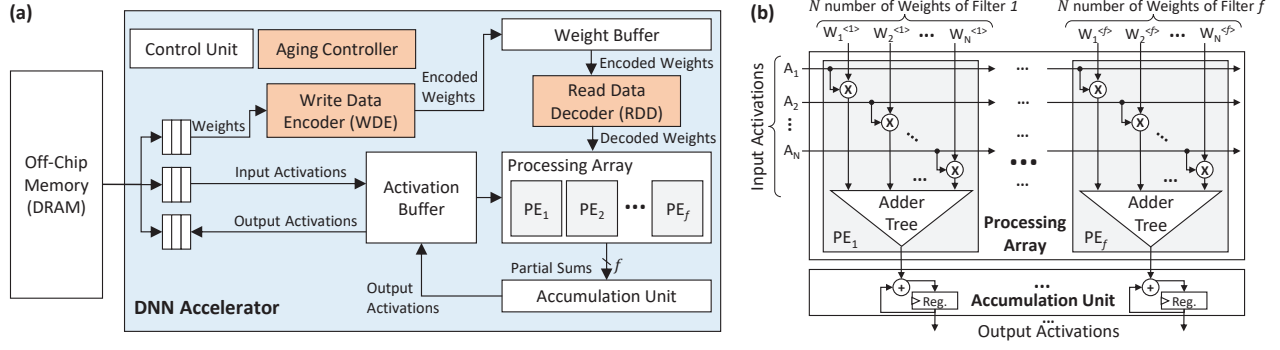 (a)
Control Unit
Aging Controller
Weight Buffer
Encoded
Weights
Encoded Weights
Write Data
Encoder (WDE)
Read Data
Decoder (RDD)
Weights
Decoded Weights
Off-Chip
Memory
(DRAM)
Input Activations
Activation
Buffer
Output Activations
Processing Array
PE1
PE2
•••
PEf
Partial Sums
f
Output
Activations
Accumulation Unit
DNN Accelerator
(b)
N number of Weights of Filter 1
N number of Weights of Filter f
W1<1>
W2<1>
•••
WN<1>
W1<f>
W2<f>
•••
WN<f>
Input Activations
A1
...
A2
...
AN
...
X
X
X
X
X
X
Adder
Tree
Adder
Tree
PE1
Processing
Array
PEf
+
Reg.
...
Accumulation Unit
+
Reg.
...
Output Activations